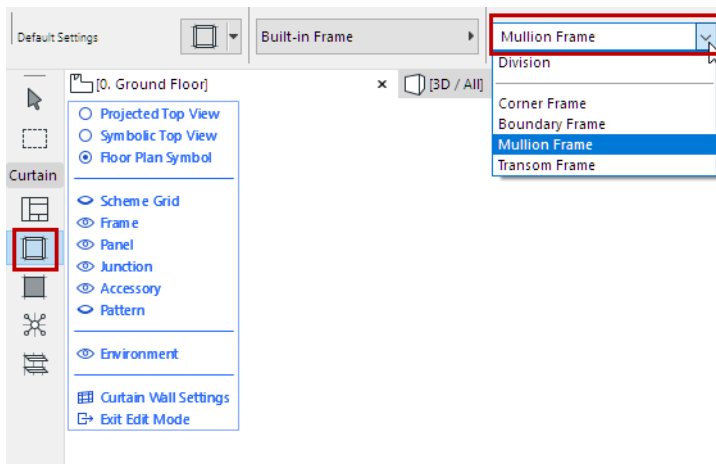 Default Settings
Built-in Frame
Mullion Frame
Division
Corner Frame
Boundary Frame
Mullion Frame
Transom Frame
[0. Ground Floor]
[3D / All]
Curtain
Projected Top View
Symbolic Top View
Floor Plan Symbol
Scheme Grid
Frame
Panel
Junction
Accessory
Pattern
Environment
Curtain Wall Settings
Exit Edit Mode